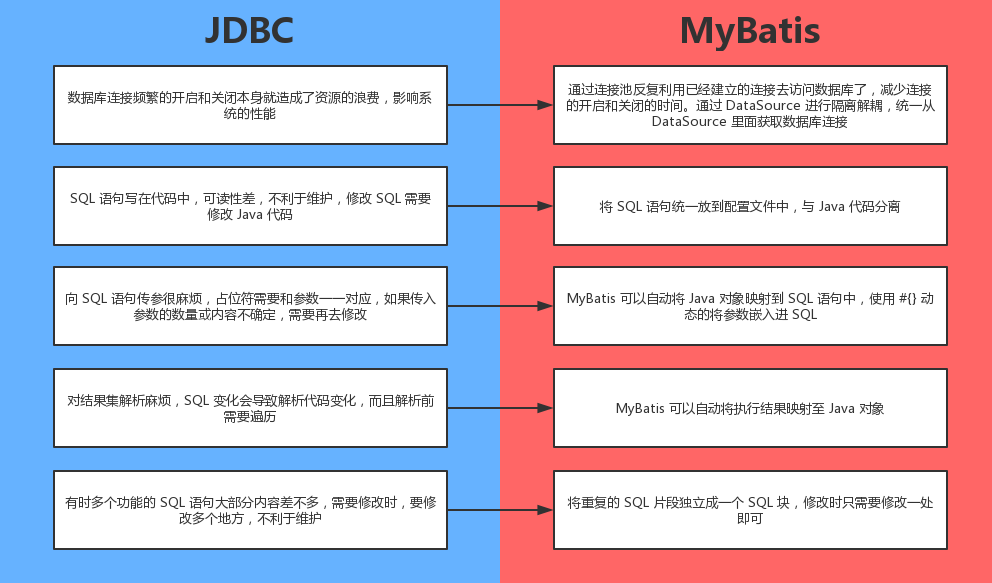 JDBC
MyBatis
数据库连接频繁的开启和关闭本身就造成了资源的浪费，影响系
统的性能
通过连接池反复利用已经建立的连接去访问数据库了，减少连接
的开启和关闭的时间。通过 DataSource 进行隔离解耦，统一从
DataSource 里面获取数据库连接
SQL 语句写在代码中，可读性差，不利于维护，修改 SQL 需要
修改 Java 代码
将 SQL 语句统一放到配置文件中，与 Java 代码分离
向 SQL 语句传参很麻烦，占位符需要和参数一一对应，如果传入
参数的数量或内容不确定，需要再去修改
MyBatis 可以自动将 Java 对象映射到 SQL 语句中，使用 #{} 动
态的将参数嵌入进 SQL
对结果集解析麻烦，SQL 变化会导致解析代码变化，而且解析前
需要遍历
MyBatis 可以自动将执行结果映射至 Java 对象
有时多个功能的 SQL 语句大部分内容差不多，需要修改时，要修
改多个地方，不利于维护
将重复的 SQL 片段独立成一个 SQL 块，修改时只需要修改一处
即可